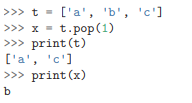 >>> t = ['a', 'b', 'c']
>>> x = t.pop(1)
>>> print(t)
['a', 'c']
>>> print(x)
b